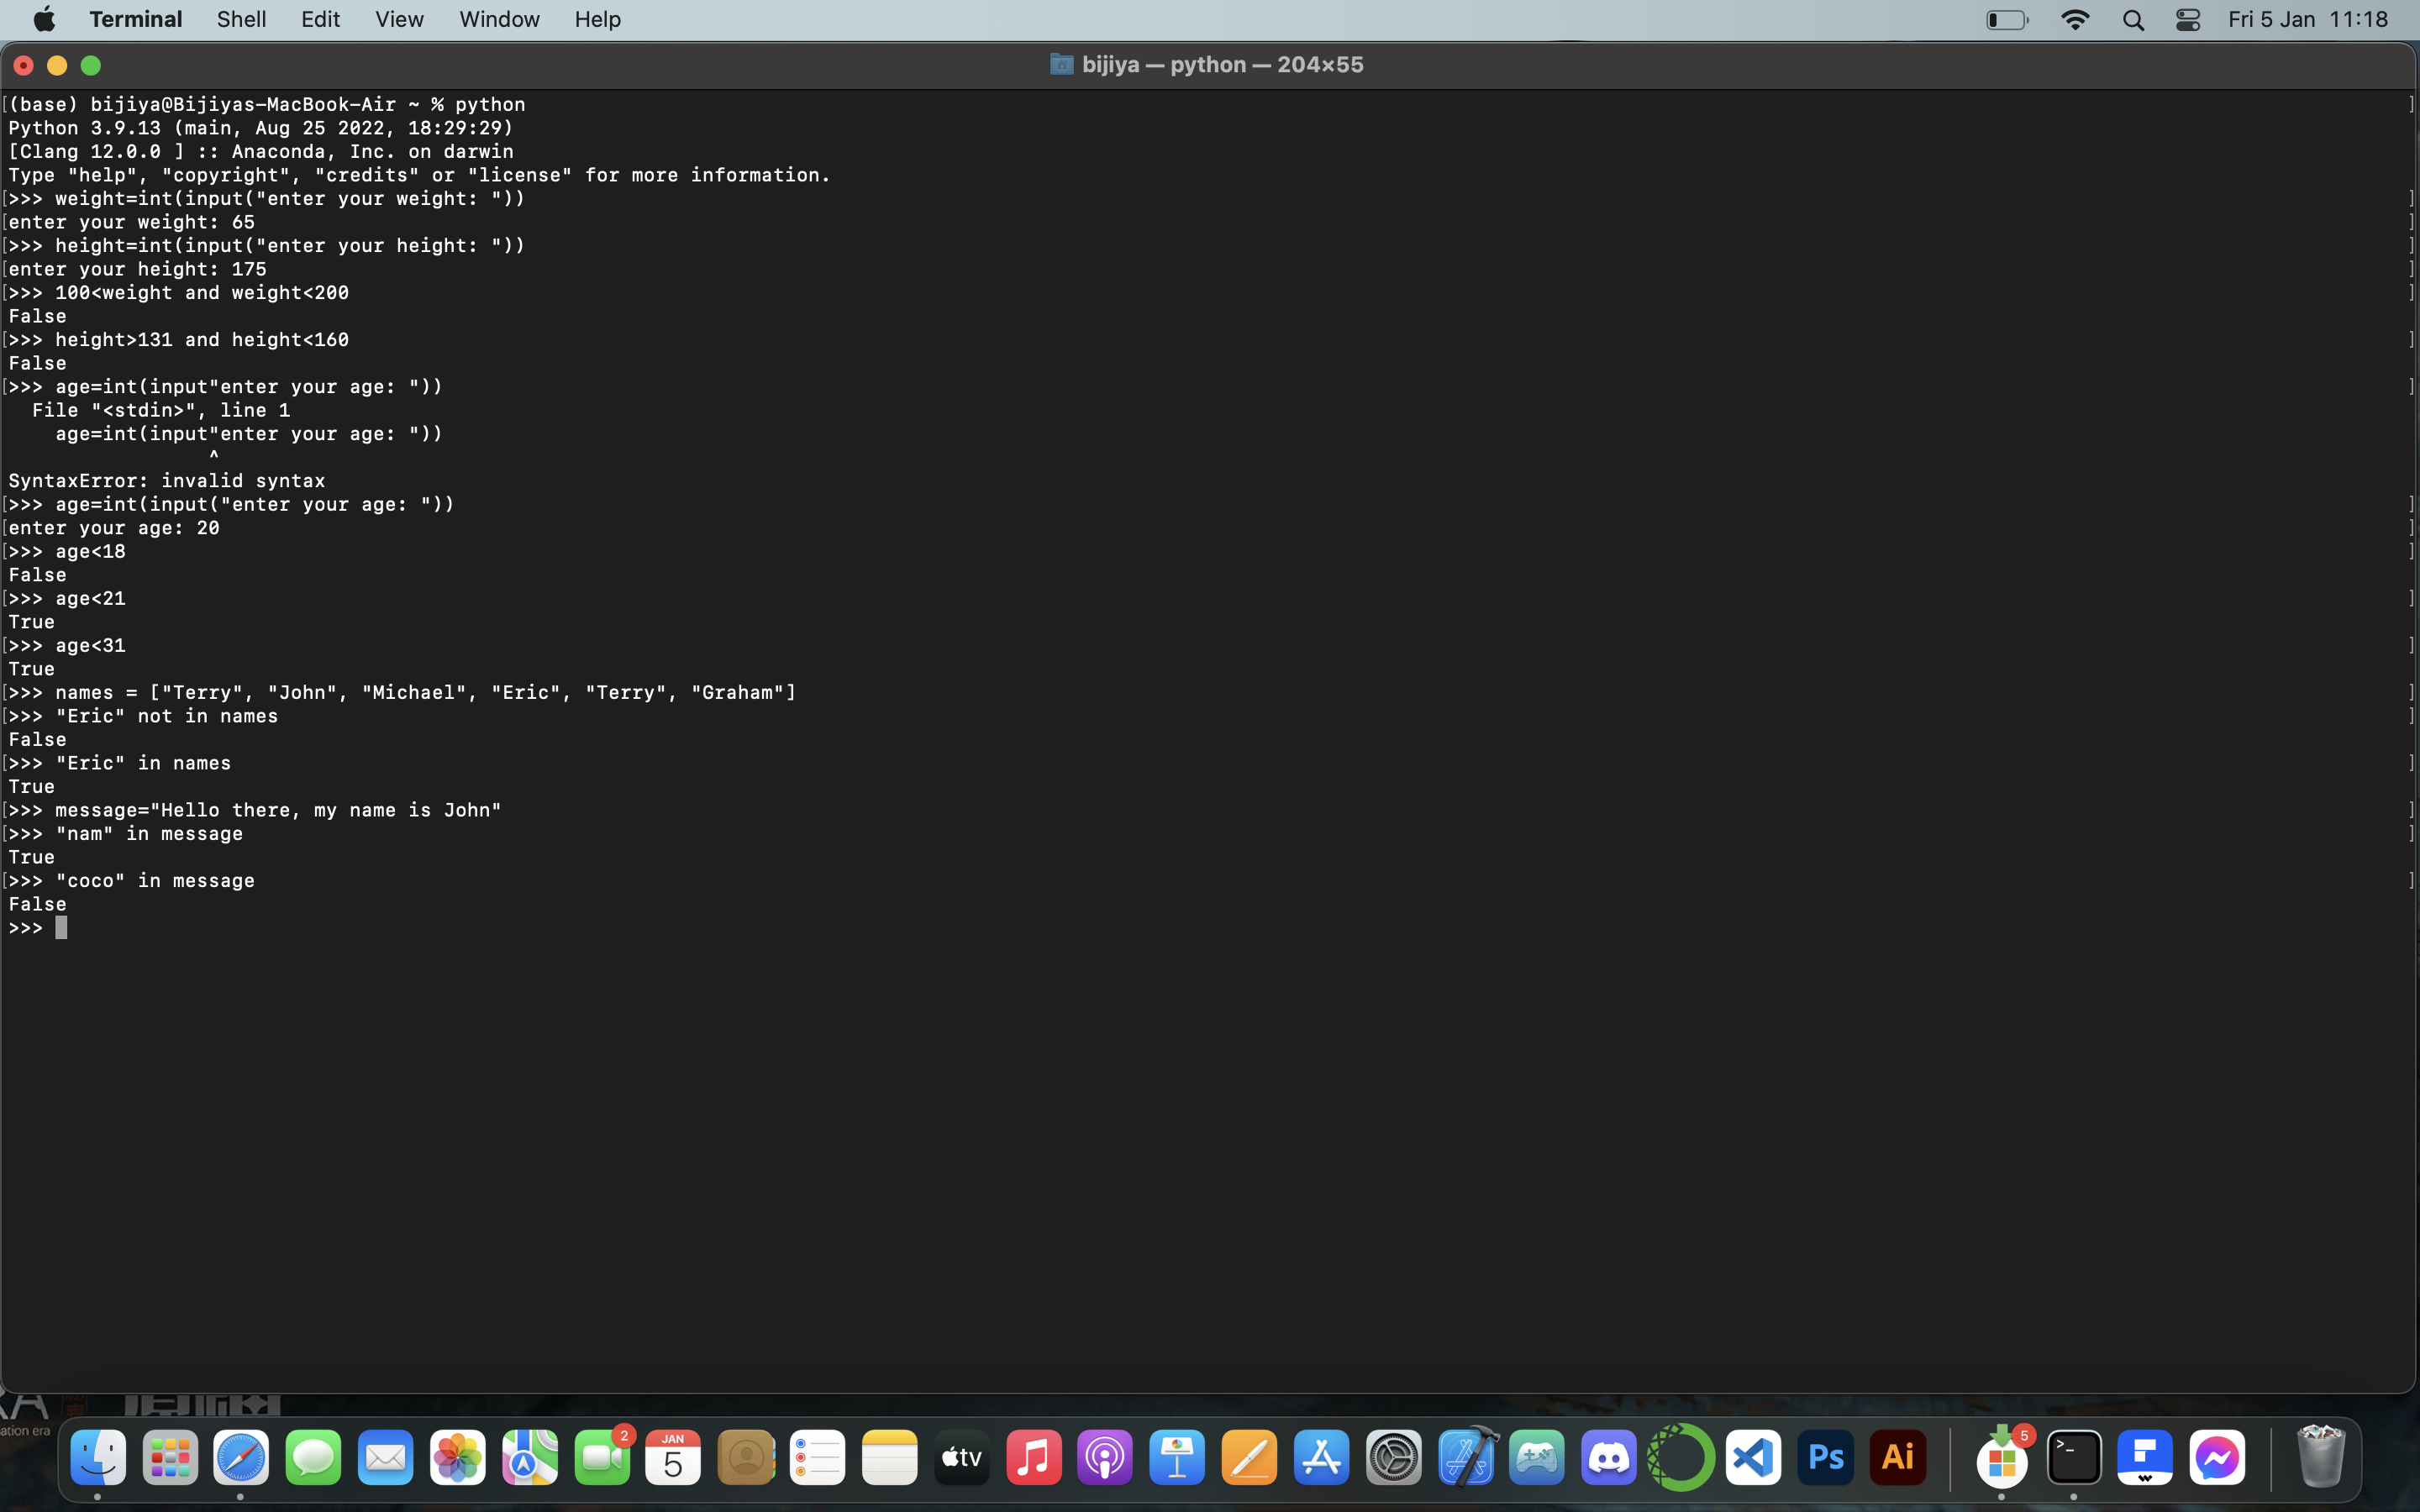 Terminal Shell Edit View Window Help Fri 5 Jan 11:18
bijiya — python — 204×55
(base) bijiya@Bijiyas-MacBook-Air ~ % python
Python 3.9.13 (main, Aug 25 2022, 18:29:29)
[Clang 12.0.0 ] :: Anaconda, Inc. on darwin
Type "help", "copyright", "credits" or "license" for more information.
>>> weight=int(input("enter your weight: "))
enter your weight: 65
>>> height=int(input("enter your height: "))
enter your height: 175
>>> 100<weight and weight<200
False
>>> height>131 and height<160
False
>>> age=int(input"enter your age: "))
  File "<stdin>", line 1
    age=int(input"enter your age: "))
                 ^
SyntaxError: invalid syntax
>>> age=int(input("enter your age: "))
enter your age: 20
>>> age<18
False
>>> age<21
True
>>> age<31
True
>>> names = ["Terry", "John", "Michael", "Eric", "Terry", "Graham"]
>>> "Eric" not in names
False
>>> "Eric" in names
True
>>> message="Hello there, my name is John"
>>> "nam" in message
True
>>> "coco" in message
False
>>>
ation era
2
JAN
5
tv
Ps
Ai
5
>_